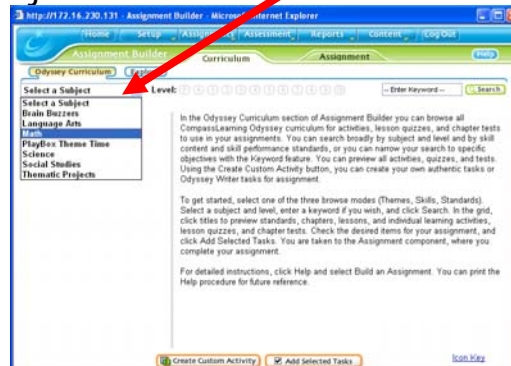 http://172.16.230.131 - Assignment Builder - Microsoft Internet Explorer
Home Setup Assignment Assessment Reports Content Log Out
Assignment Builder Curriculum Assignment Help
Odyssey Curriculum
Select a Subject Level: -- Enter Keyword -- Search
Select a Subject
Brain Buzzers
Language Arts
Math
PlayBox Theme Time
Science
Social Studies
Thematic Projects
In the Odyssey Curriculum section of Assignment Builder you can browse all
CompassLearning Odyssey curriculum for activities, lesson quizzes, and chapter tests
to use in your assignments. You can search broadly by subject and level and by skill
content and skill performance standards, or you can narrow your search to specific
objectives with the Keyword feature. You can preview all activities, quizzes, and tests.
Using the Create Custom Activity button, you can create your own authentic tasks or
Odyssey Writer tasks for assignment.
To get started, select one of the three browse modes (Themes, Skills, Standards).
Select a subject and level, enter a keyword if you wish, and click Search. In the grid,
click titles to preview standards, chapters, lessons, and individual learning activities,
lesson quizzes, and chapter tests. Check the desired items for your assignment, and
click Add Selected Tasks. You are taken to the Assignment component, where you
complete your assignment.
For detailed instructions, click Help and select Build an Assignment. You can print the
Help procedure for future reference.
Create Custom Activity Add Selected Tasks Icon Key